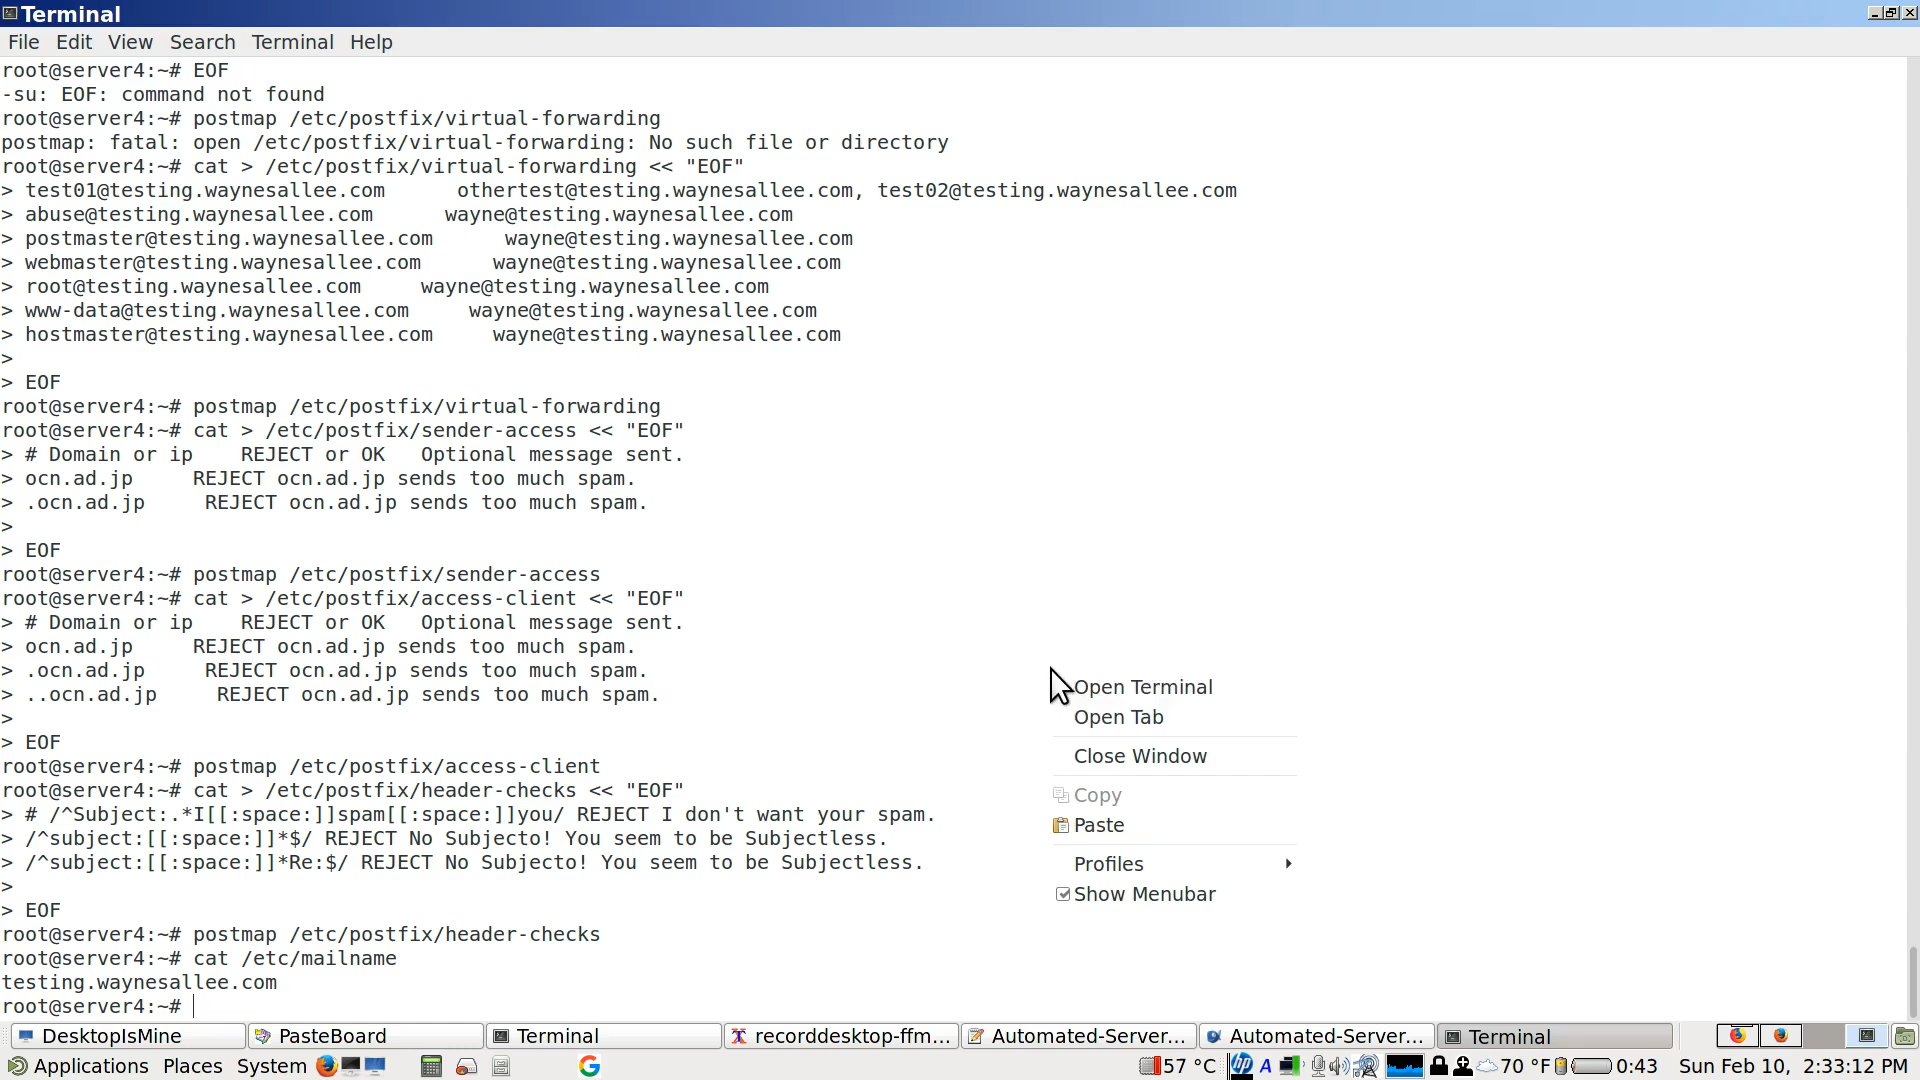 Terminal
File Edit View Search Terminal Help
root@server4:~# EOF
-su: EOF: command not found
root@server4:~# postmap /etc/postfix/virtual-forwarding
postmap: fatal: open /etc/postfix/virtual-forwarding: No such file or directory
root@server4:~# cat > /etc/postfix/virtual-forwarding << "EOF"
> test01@testing.waynesallee.com      othertest@testing.waynesallee.com, test02@testing.waynesallee.com
> abuse@testing.waynesallee.com      wayne@testing.waynesallee.com
> postmaster@testing.waynesallee.com      wayne@testing.waynesallee.com
> webmaster@testing.waynesallee.com      wayne@testing.waynesallee.com
> root@testing.waynesallee.com     wayne@testing.waynesallee.com
> www-data@testing.waynesallee.com     wayne@testing.waynesallee.com
> hostmaster@testing.waynesallee.com     wayne@testing.waynesallee.com
>
> EOF
root@server4:~# postmap /etc/postfix/virtual-forwarding
root@server4:~# cat > /etc/postfix/sender-access << "EOF"
> # Domain or ip    REJECT or OK   Optional message sent.
> ocn.ad.jp     REJECT ocn.ad.jp sends too much spam.
> .ocn.ad.jp     REJECT ocn.ad.jp sends too much spam.
>
> EOF
root@server4:~# postmap /etc/postfix/sender-access
root@server4:~# cat > /etc/postfix/access-client << "EOF"
> # Domain or ip    REJECT or OK   Optional message sent.
> ocn.ad.jp     REJECT ocn.ad.jp sends too much spam.
> .ocn.ad.jp     REJECT ocn.ad.jp sends too much spam.
> ..ocn.ad.jp     REJECT ocn.ad.jp sends too much spam.
>
> EOF
root@server4:~# postmap /etc/postfix/access-client
root@server4:~# cat > /etc/postfix/header-checks << "EOF"
> # /^Subject:.*I[[:space:]]spam[[:space:]]you/ REJECT I don't want your spam.
> /^subject:[[:space:]]*$/ REJECT No Subjecto! You seem to be Subjectless.
> /^subject:[[:space:]]*Re:$/ REJECT No Subjecto! You seem to be Subjectless.
>
> EOF
root@server4:~# postmap /etc/postfix/header-checks
root@server4:~# cat /etc/mailname
testing.waynesallee.com
root@server4:~#
Open Terminal
Open Tab
Close Window
Copy
Paste
Profiles
Show Menubar
DesktopIsMine PasteBoard Terminal recorddesktop-ffm... Automated-Server... Automated-Server... Terminal
Applications Places System G 57 °C hp A 70 °F 0:43 Sun Feb 10, 2:33:12 PM